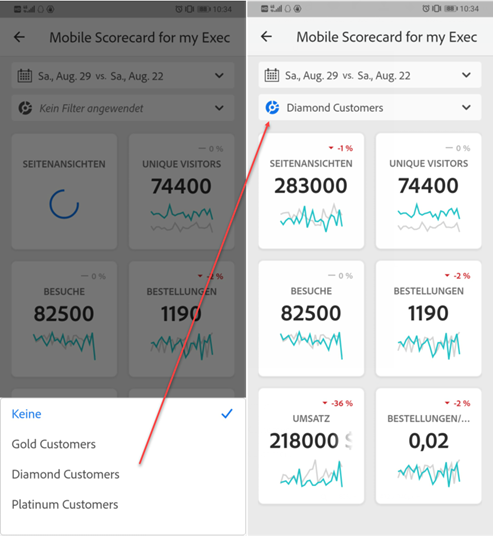 10:34
Mobile Scorecard for my Exec
Sa., Aug. 29 vs. Sa., Aug. 22
Kein Filter angewendet
SEITENANSICHTEN
0 %
UNIQUE VISITORS
74400
0 %
BESUCHE
82500
-2 %
BESTELLUNGEN
1190
Keine
Gold Customers
Diamond Customers
Platinum Customers
10:34
Mobile Scorecard for my Exec
Sa., Aug. 29 vs. Sa., Aug. 22
Diamond Customers
-1 %
SEITENANSICHTEN
283000
0 %
UNIQUE VISITORS
74400
0 %
BESUCHE
82500
-2 %
BESTELLUNGEN
1190
-36 %
UMSATZ
218000 $
-2 %
BESTELLUNGEN/...
0,02